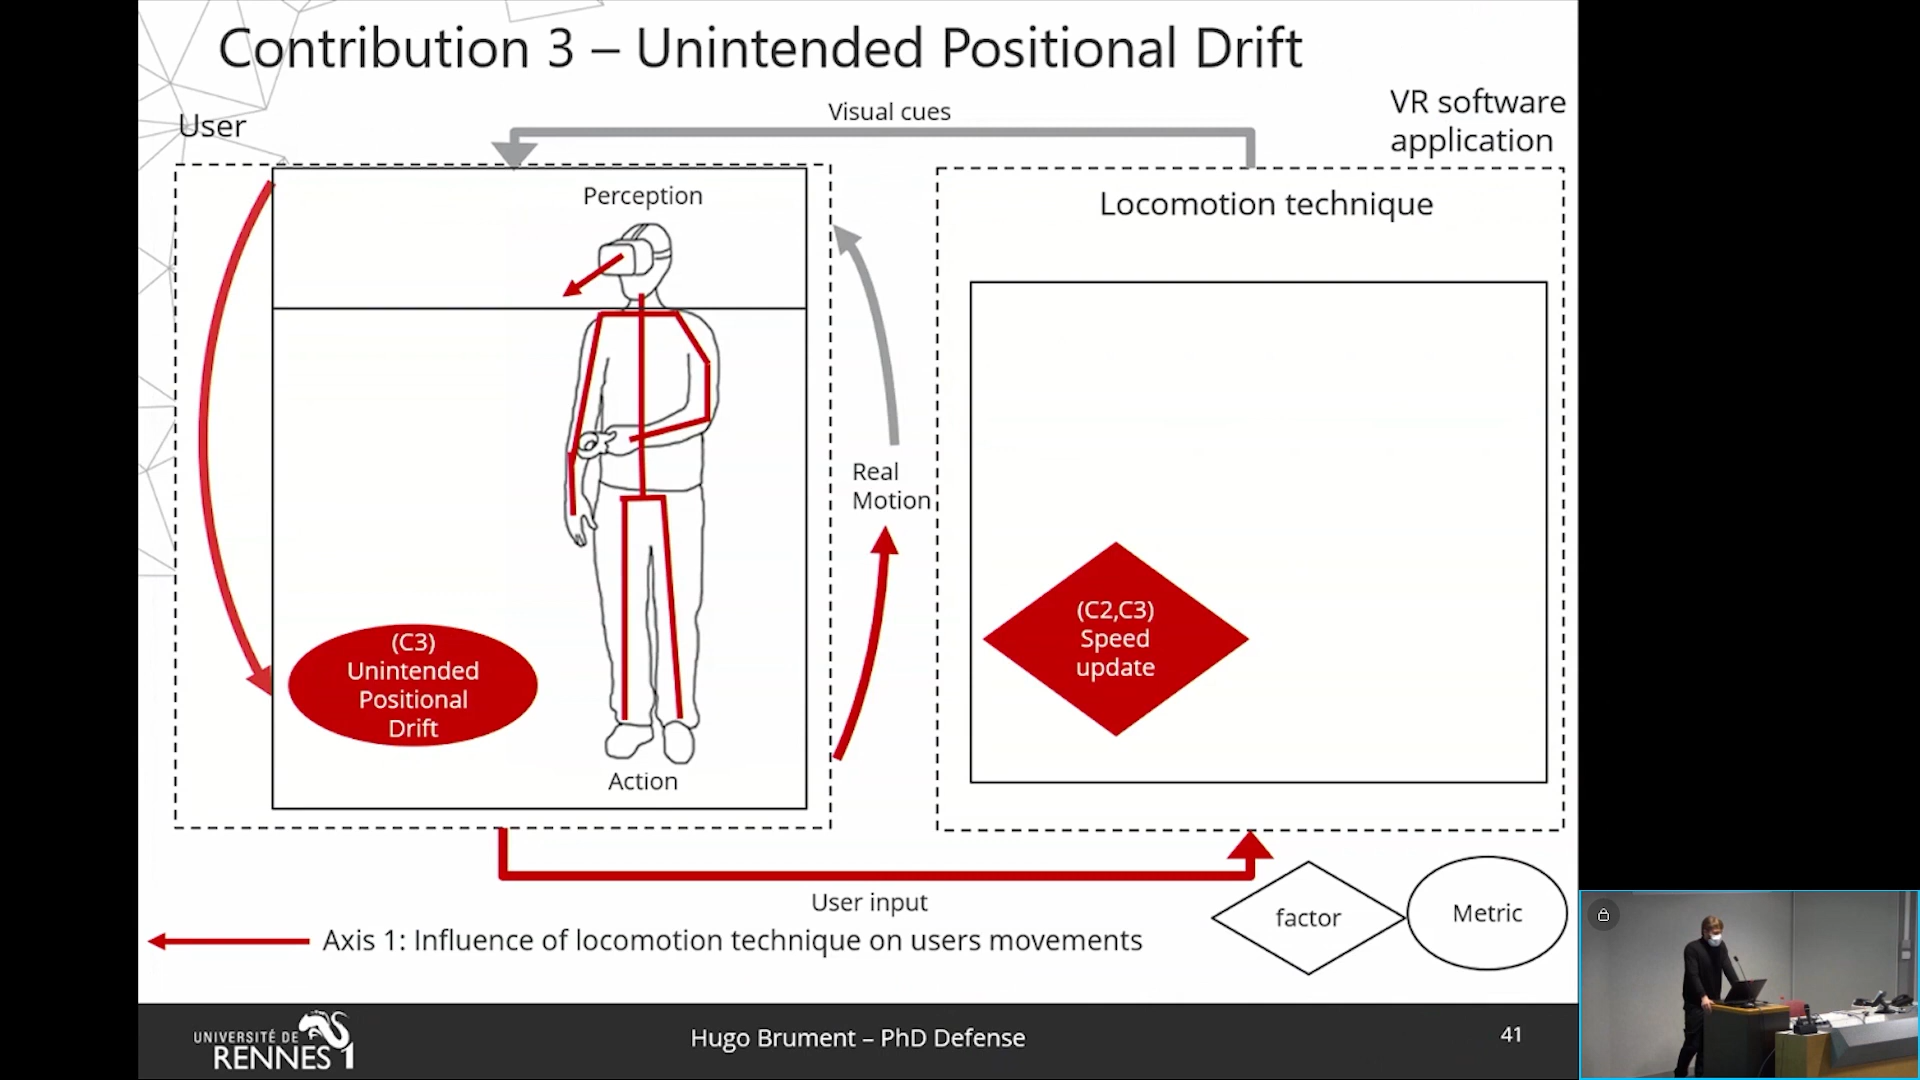 Contribution 3 – Unintended Positional Drift
Visual cues
VR software
application
User
Perception
Locomotion technique
Real
Motion
(C2,C3)
Speed
update
(C3)
Unintended
Positional
Drift
Action
User input
factor
Metric
Axis 1: Influence of locomotion technique on users movements
UNIVERSITÉ DE
RENNES 1
Hugo Brument – PhD Defense
41